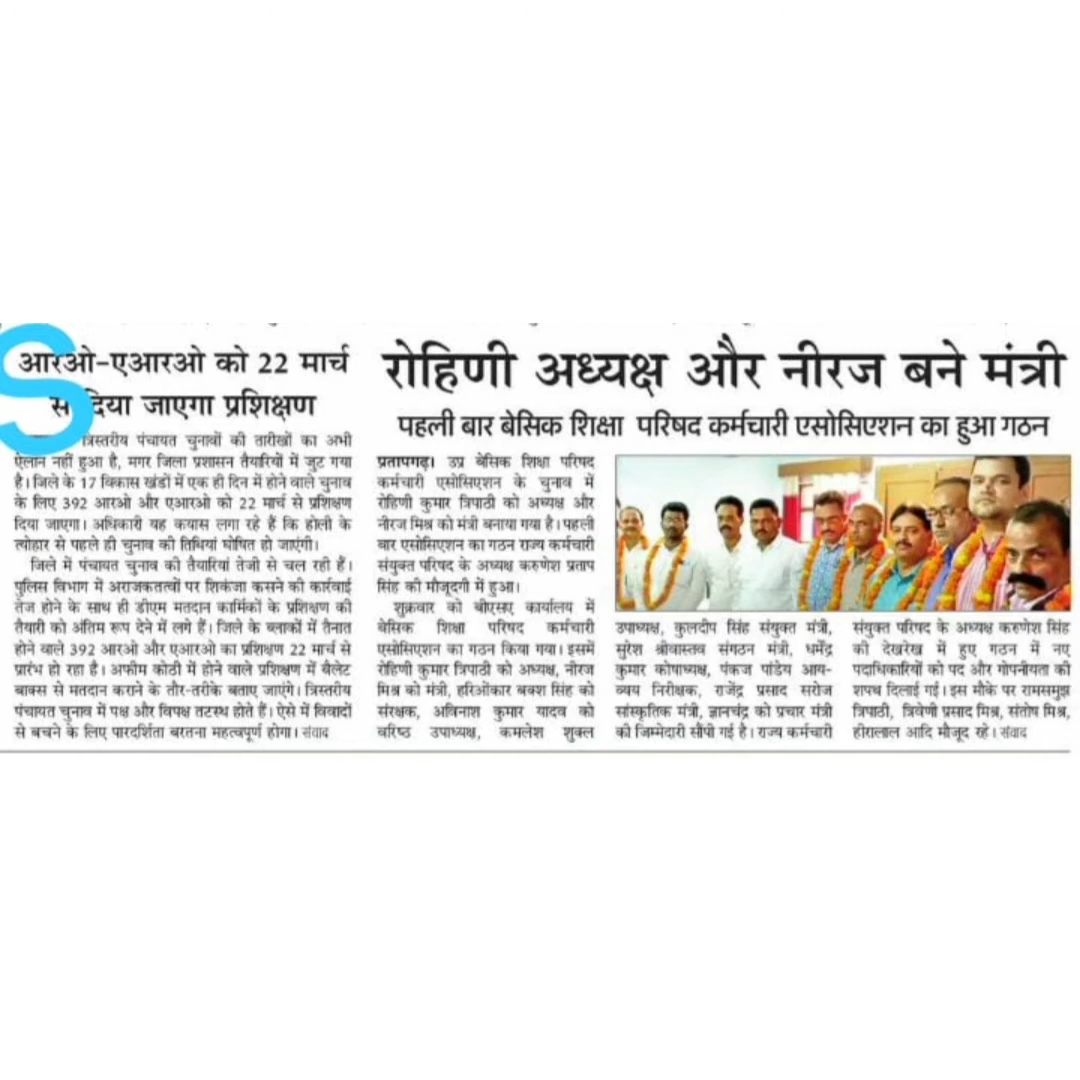 S
आरओ-एआरओ को 22 मार्च
दिया जाएगा प्रशिक्षण
त्रिस्तरीय पंचायत चुनावों की तारीखों का अभी
ऐलान नहीं हुआ है, मगर जिला प्रशासन तैयारियों में जुट गया
है। जिले के 17 विकास खंडों में एक ही दिन में होने वाले चुनाव
के लिए 392 आरओ और एआरओ को 22 मार्च से प्रशिक्षण
दिया जाएगा। अधिकारी यह कयास लगा रहे हैं कि होली के
त्योहार से पहले ही चुनाव की तिथियां घोषित हो जाएंगी।
जिले में पंचायत चुनाव की तैयारियां तेजी से चल रही हैं।
पुलिस विभाग में अराजकतत्वों पर शिकंजा कसने की कार्रवाई
तेज होने के साथ ही डीएम मतदान कार्मिकों के प्रशिक्षण की
तैयारी को अंतिम रूप देने में लगे हैं। जिले के ब्लाकों में तैनात
होने वाले 392 आरओ और एआरओ का प्रशिक्षण 22 मार्च से
प्रारंभ हो रहा है। अफीम कोठी में होने वाले प्रशिक्षण में बैलेट
बाक्स से मतदान कराने के तौर-तरीके बताए जाएंगे। त्रिस्तरीय
पंचायत चुनाव में पक्ष और विपक्ष तटस्थ होते हैं। ऐसे में विवादों
से बचने के लिए पारदर्शिता बरतना महत्वपूर्ण होगा। संवाद
रोहिणी अध्यक्ष और नीरज बने मंत्री
पहली बार बेसिक शिक्षा परिषद कर्मचारी एसोसिएशन का हुआ गठन
प्रतापगढ़। उप्र बेसिक शिक्षा परिषद
कर्मचारी एसोसिएशन के चुनाव में
रोहिणी कुमार त्रिपाठी को अध्यक्ष और
नीरज मिश्र को मंत्री बनाया गया है। पहली
बार एसोसिएशन का गठन राज्य कर्मचारी
संयुक्त परिषद के अध्यक्ष करुणेश प्रताप
सिंह की मौजूदगी में हुआ।
शुक्रवार को बीएसए कार्यालय में
बेसिक शिक्षा परिषद कर्मचारी
एसोसिएशन का गठन किया गया। इसमें
रोहिणी कुमार त्रिपाठी को अध्यक्ष, नीरज
मिश्र को मंत्री, हरिओंकार बक्श सिंह को
संरक्षक, अविनाश कुमार यादव को
वरिष्ठ उपाध्यक्ष, कमलेश शुक्ल
उपाध्यक्ष, कुलदीप सिंह संयुक्त मंत्री,
सुरेश श्रीवास्तव संगठन मंत्री, धर्मेंद्र
कुमार कोषाध्यक्ष, पंकज पांडेय आय-
व्यय निरीक्षक, राजेंद्र प्रसाद सरोज
सांस्कृतिक मंत्री, ज्ञानचंद्र को प्रचार मंत्री
की जिम्मेदारी सौंपी गई है। राज्य कर्मचारी
संयुक्त परिषद के अध्यक्ष करुणेश सिंह
की देखरेख में हुए गठन में नए
पदाधिकारियों को पद और गोपनीयता की
शपथ दिलाई गई। इस मौके पर रामसमुझ
त्रिपाठी, त्रिवेणी प्रसाद मिश्र, संतोष मिश्र,
हीरालाल आदि मौजूद रहे। संवाद